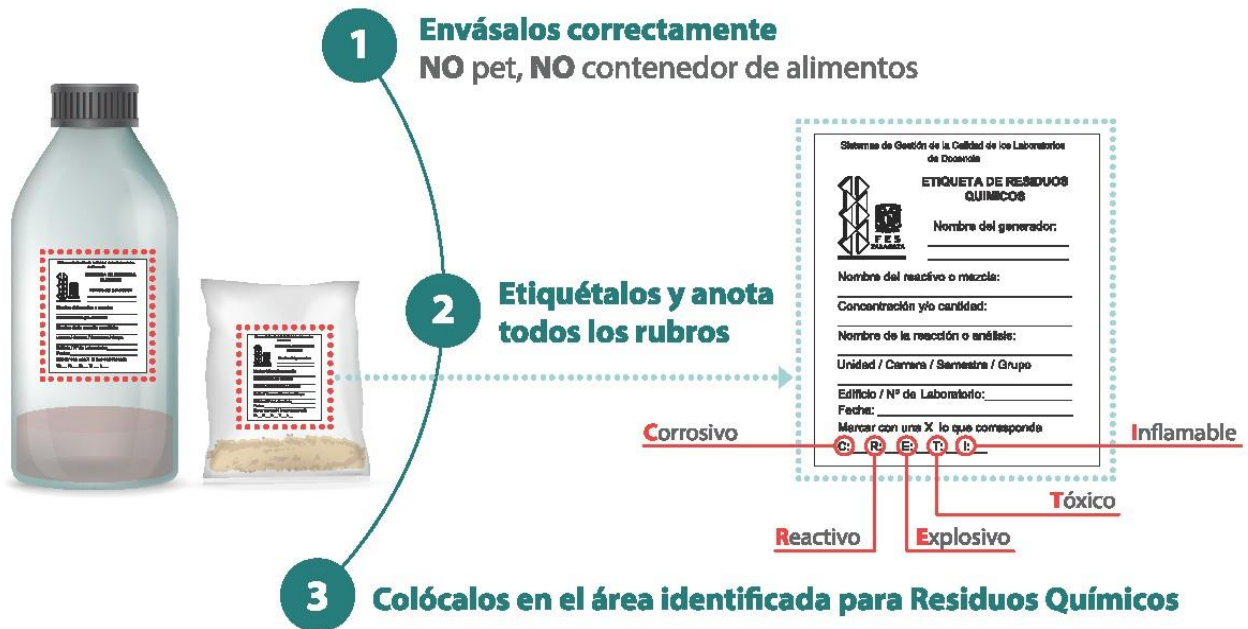 1
Envásalos correctamente
NO pet, NO contenedor de alimentos
2
Etiquétalos y anota
todos los rubros
Sistemas de Gestión de la Calidad de los Laboratorios
de Docencia
ETIQUETA DE RESIDUOS
QUIMICOS
FES
ZARAGOZA
Nombre del generador:
Nombre del reactivo o mezcla:
Concentración y/o cantidad:
Nombre de la reacción o análisis:
Unidad / Carrera / Semestre / Grupo
Edificio / Nº de Laboratorio:
Fecha:
Marcar con una X lo que corresponda
C: R: E: T: I:
Corrosivo
Inflamable
Tóxico
Reactivo
Explosivo
3
Colócalos en el área identificada para Residuos Químicos